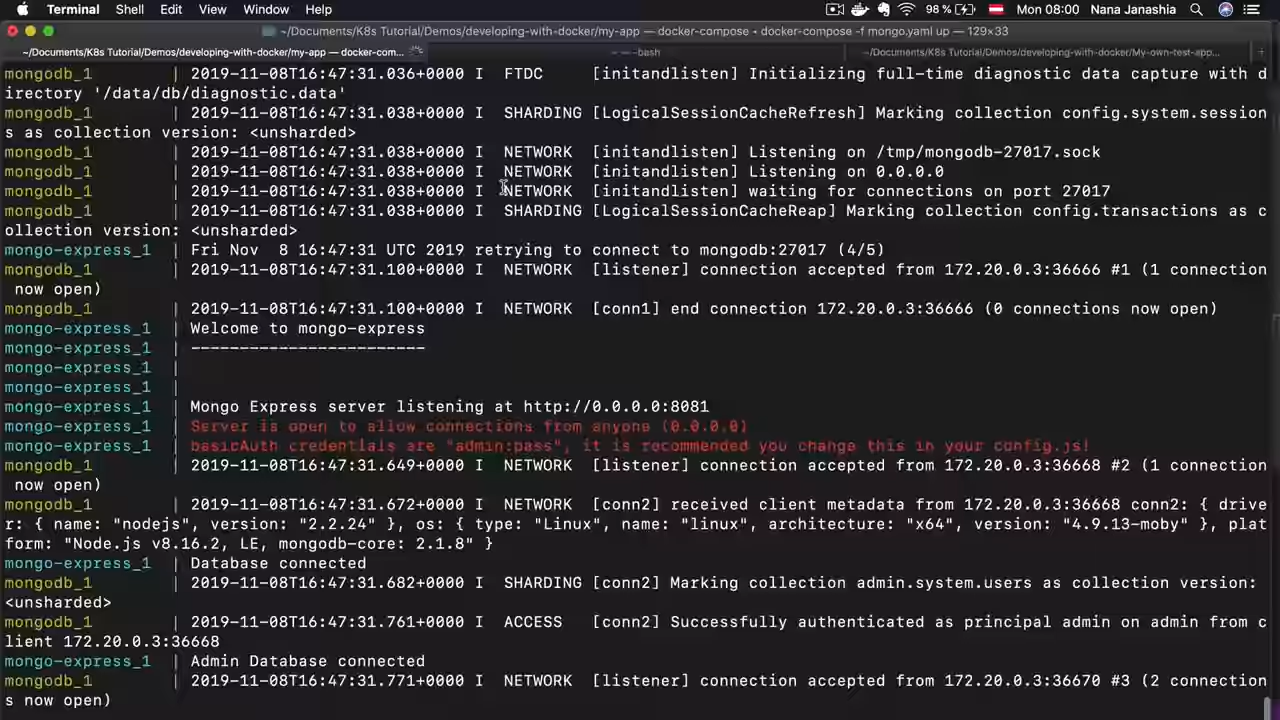 Terminal Shell Edit View Window Help 98 % Mon 08:00 Nana Janashia
~/Documents/K8s Tutorial/Demos/developing-with-docker/my-app — docker-compose ◂ docker-compose -f mongo.yaml up — 129×33
~/Documents/K8s Tutorial/Demos/developing-with-docker/my-app — docker-com... — ~ — -bash ~/Documents/K8s Tutorial/Demos/developing-with-docker/My-own-test-app... +
mongodb_1 | 2019-11-08T16:47:31.036+0000 I FTDC [initandlisten] Initializing full-time diagnostic data capture with d
irectory '/data/db/diagnostic.data'
mongodb_1 | 2019-11-08T16:47:31.038+0000 I SHARDING [LogicalSessionCacheRefresh] Marking collection config.system.session
s as collection version: <unsharded>
mongodb_1 | 2019-11-08T16:47:31.038+0000 I NETWORK [initandlisten] Listening on /tmp/mongodb-27017.sock
mongodb_1 | 2019-11-08T16:47:31.038+0000 I NETWORK [initandlisten] Listening on 0.0.0.0
mongodb_1 | 2019-11-08T16:47:31.038+0000 I NETWORK [initandlisten] waiting for connections on port 27017
mongodb_1 | 2019-11-08T16:47:31.038+0000 I SHARDING [LogicalSessionCacheReap] Marking collection config.transactions as c
ollection version: <unsharded>
mongo-express_1 | Fri Nov 8 16:47:31 UTC 2019 retrying to connect to mongodb:27017 (4/5)
mongodb_1 | 2019-11-08T16:47:31.100+0000 I NETWORK [listener] connection accepted from 172.20.0.3:36666 #1 (1 connection
now open)
mongodb_1 | 2019-11-08T16:47:31.100+0000 I NETWORK [conn1] end connection 172.20.0.3:36666 (0 connections now open)
mongo-express_1 | Welcome to mongo-express
mongo-express_1 | ------------------------
mongo-express_1 |
mongo-express_1 |
mongo-express_1 | Mongo Express server listening at http://0.0.0.0:8081
mongo-express_1 | Server is open to allow connections from anyone (0.0.0.0)
mongo-express_1 | basicAuth credentials are "admin:pass", it is recommended you change this in your config.js!
mongodb_1 | 2019-11-08T16:47:31.649+0000 I NETWORK [listener] connection accepted from 172.20.0.3:36668 #2 (1 connection
now open)
mongodb_1 | 2019-11-08T16:47:31.672+0000 I NETWORK [conn2] received client metadata from 172.20.0.3:36668 conn2: { drive
r: { name: "nodejs", version: "2.2.24" }, os: { type: "Linux", name: "linux", architecture: "x64", version: "4.9.13-moby" }, plat
form: "Node.js v8.16.2, LE, mongodb-core: 2.1.8" }
mongo-express_1 | Database connected
mongodb_1 | 2019-11-08T16:47:31.682+0000 I SHARDING [conn2] Marking collection admin.system.users as collection version:
<unsharded>
mongodb_1 | 2019-11-08T16:47:31.761+0000 I ACCESS [conn2] Successfully authenticated as principal admin on admin from c
lient 172.20.0.3:36668
mongo-express_1 | Admin Database connected
mongodb_1 | 2019-11-08T16:47:31.771+0000 I NETWORK [listener] connection accepted from 172.20.0.3:36670 #3 (2 connection
s now open)